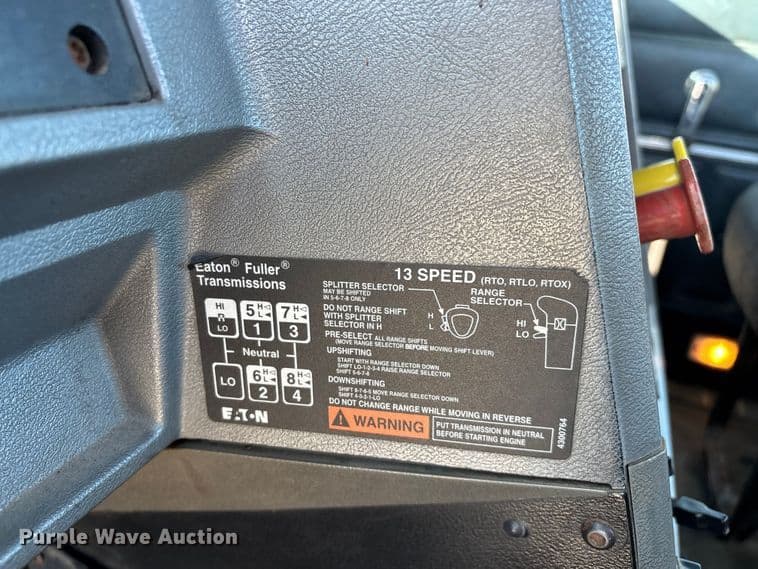 Eaton® Fuller®
Transmissions
13 SPEED (RTO, RTLO, RTOX)
HI
R
LO
5 H L
1
7 H L
3
Neutral
LO
6 H L
2
8 H L
4
E·T·N
SPLITTER SELECTOR
MAY BE SHIFTED
IN 5-6-7-8 ONLY
H
L
RANGE
SELECTOR
HI
LO
DO NOT RANGE SHIFT
WITH SPLITTER
SELECTOR IN H
PRE-SELECT ALL RANGE SHIFTS
(MOVE RANGE SELECTOR BEFORE MOVING SHIFT LEVER)
UPSHIFTING
START WITH RANGE SELECTOR DOWN
SHIFT LO-1-2-3-4 RAISE RANGE SELECTOR
SHIFT 5-6-7-8
DOWNSHIFTING
SHIFT 8-7-6-5 MOVE RANGE SELECTOR DOWN
SHIFT 4-3-2-1-LO
DO NOT CHANGE RANGE WHILE MOVING IN REVERSE
WARNING
PUT TRANSMISSION IN NEUTRAL
BEFORE STARTING ENGINE
4300764
Purple Wave Auction